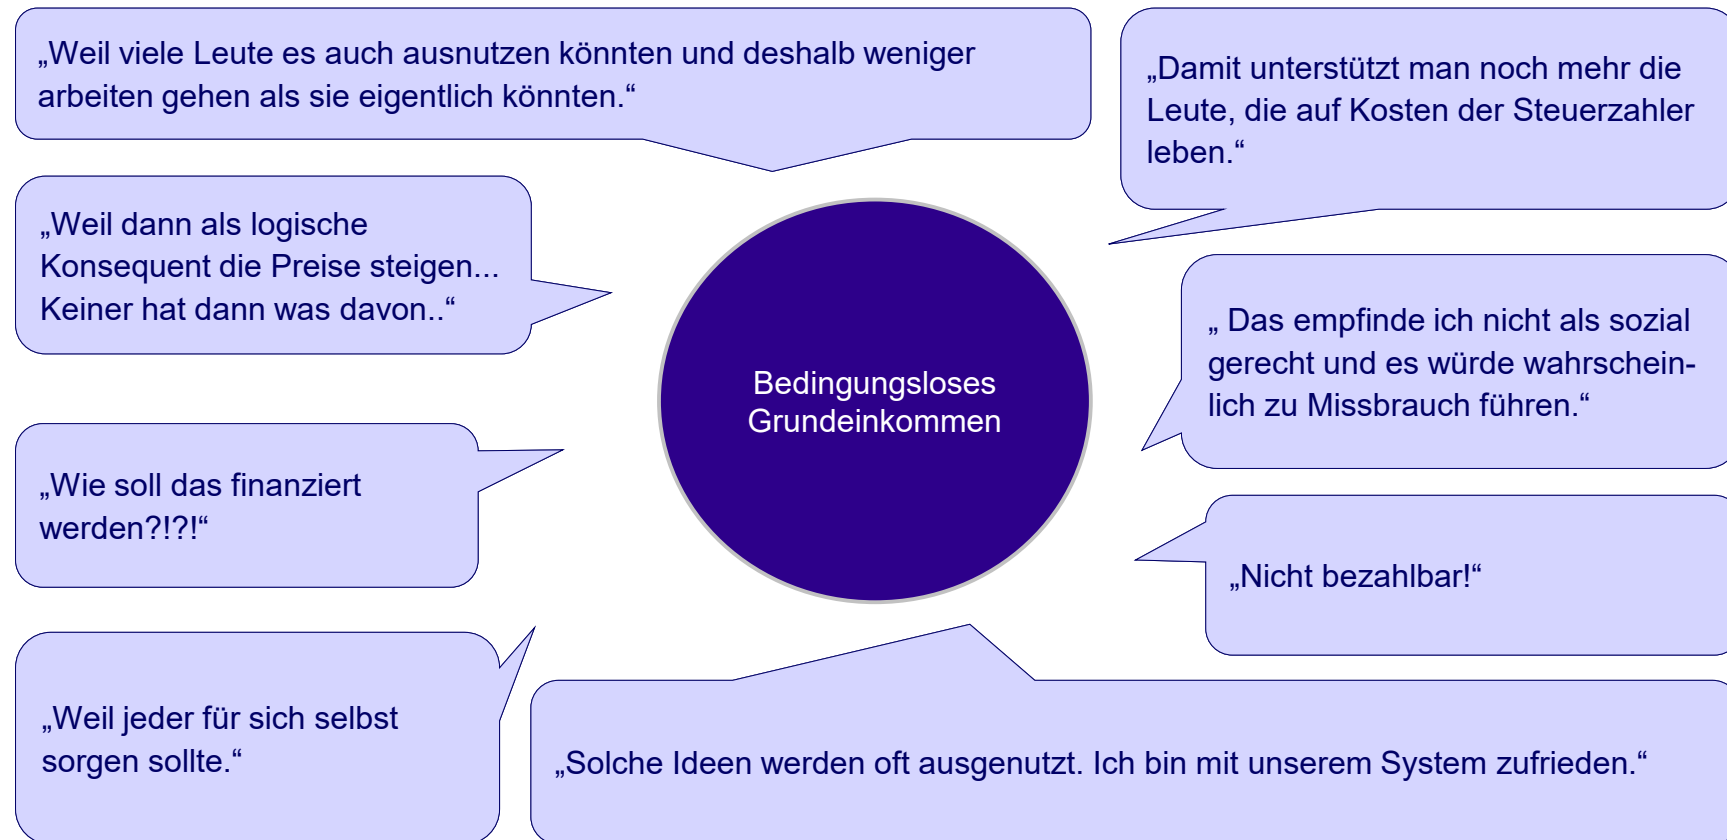 „Weil viele Leute es auch ausnutzen könnten und deshalb weniger
arbeiten gehen als sie eigentlich könnten.“
„Damit unterstützt man noch mehr die
Leute, die auf Kosten der Steuerzahler
leben.“
„Weil dann als logische
Konsequent die Preise steigen...
Keiner hat dann was davon..“
„ Das empfinde ich nicht als sozial
gerecht und es würde wahrschein-
lich zu Missbrauch führen.“
Bedingungsloses
Grundeinkommen
„Wie soll das finanziert
werden?!?!“
„Nicht bezahlbar!“
„Weil jeder für sich selbst
sorgen sollte.“
„Solche Ideen werden oft ausgenutzt. Ich bin mit unserem System zufrieden.“